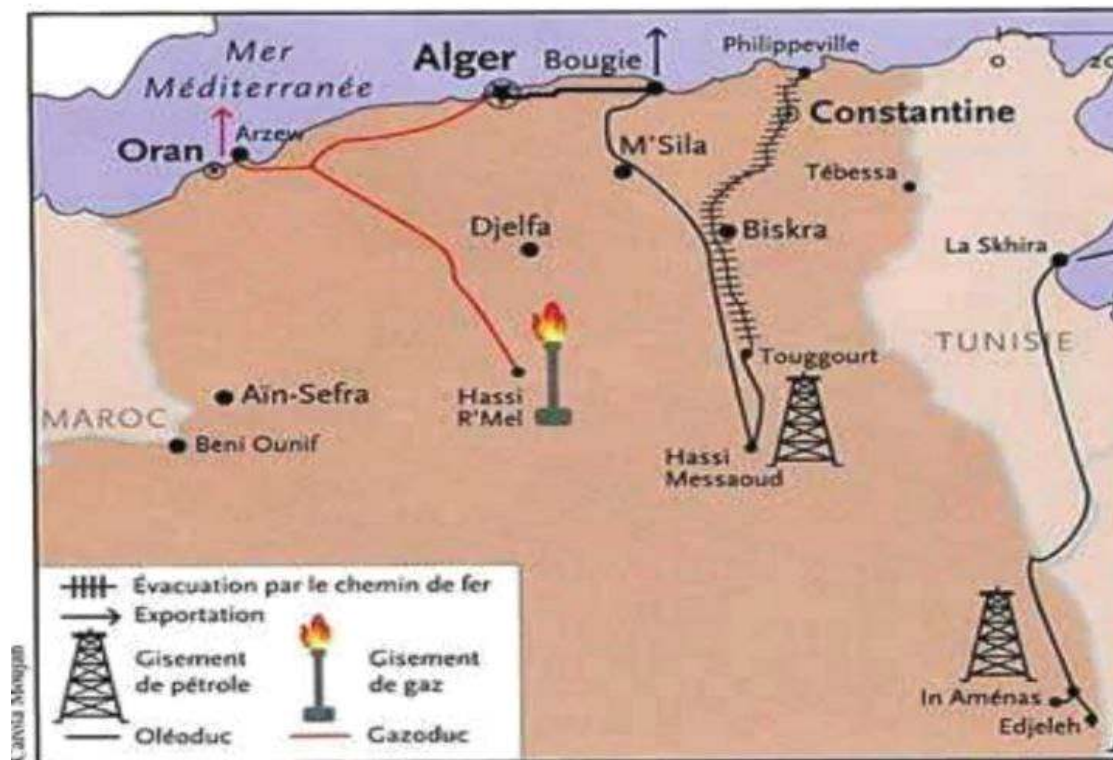 Mer
Méditerranée
Alger
Bougie
Philippeville
0
Oran
Arzew
Constantine
M'Sila
Tébessa
Djelfa
Biskra
La Skhira
TUNISIE
Touggourt
Hassi
R'Mel
Aïn-Sefra
MAROC
Beni Ounif
Hassi
Messaoud
Évacuation par le chemin de fer
Exportation
Gisement
de pétrole
Gisement
de gaz
Oléoduc
Gazoduc
In Aménas
Edjeleh